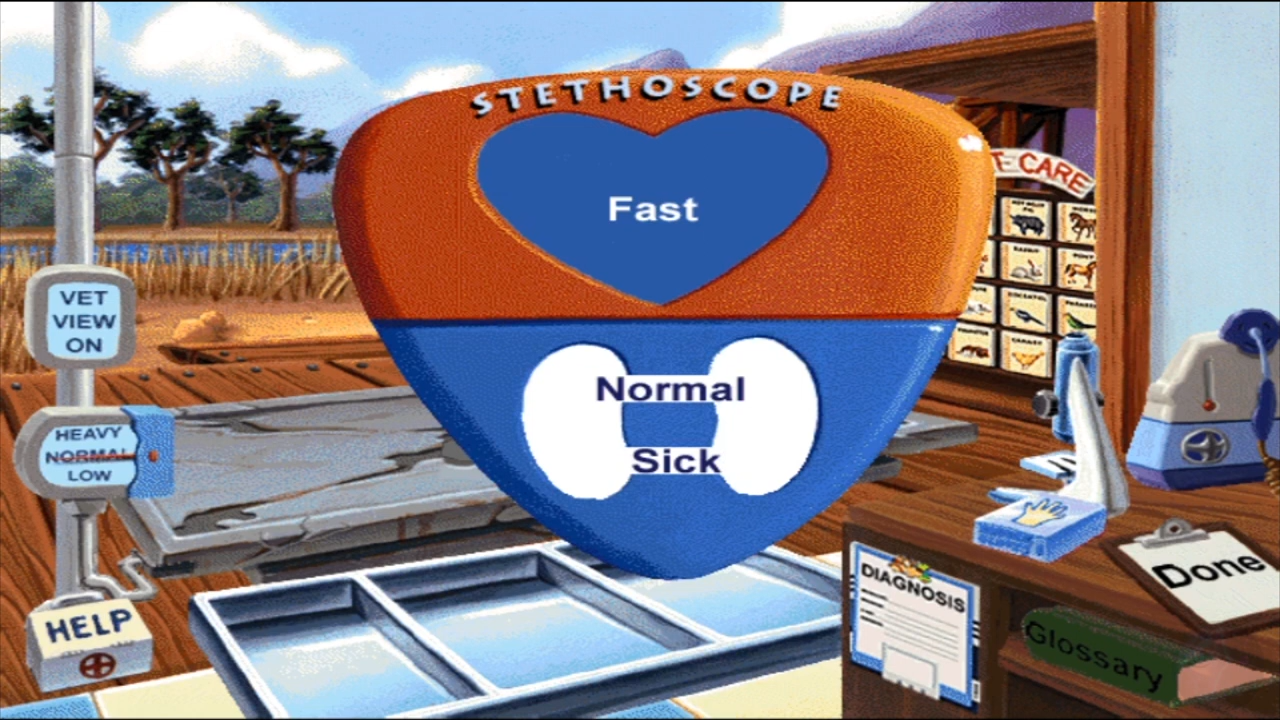 STETHOSCOPE
Fast
T CARE
VET
VIEW
ON
Normal
Sick
HEAVY
NORMAL
LOW
HELP
DIAGNOSIS
Done
Glossary